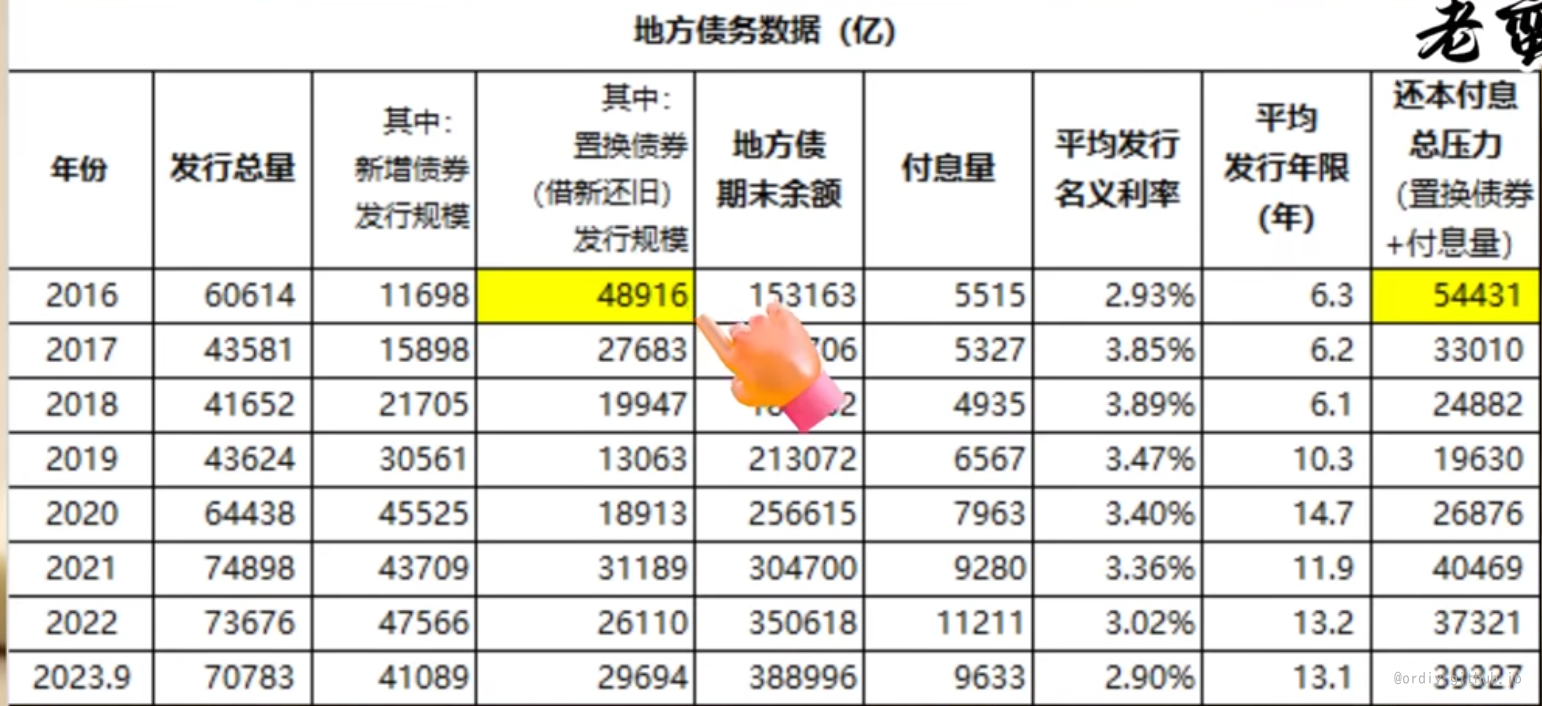 地方债务数据（亿）
老
年份 发行总量 其中： 新增债券 发行规模 其中： 置换债券 （借新还旧） 发行规模 地方债 期末余额 付息量 平均发行 名义利率 平均 发行年限 （年） 还本付息 总压力 （置换债券 +付息量）
2016 60614 11698 48916 153163 5515 2.93% 6.3 54431
2017 43581 15898 27683 5327 3.85% 6.2 33010
2018 41652 21705 19947 4935 3.89% 6.1 24882
2019 43624 30561 13063 213072 6567 3.47% 10.3 19630
2020 64438 45525 18913 256615 7963 3.40% 14.7 26876
2021 74898 43709 31189 304700 9280 3.36% 11.9 40469
2022 73676 47566 26110 350618 11211 3.02% 13.2 37321
2023.9 70783 41089 29694 388996 9633 2.90% 13.1 39327